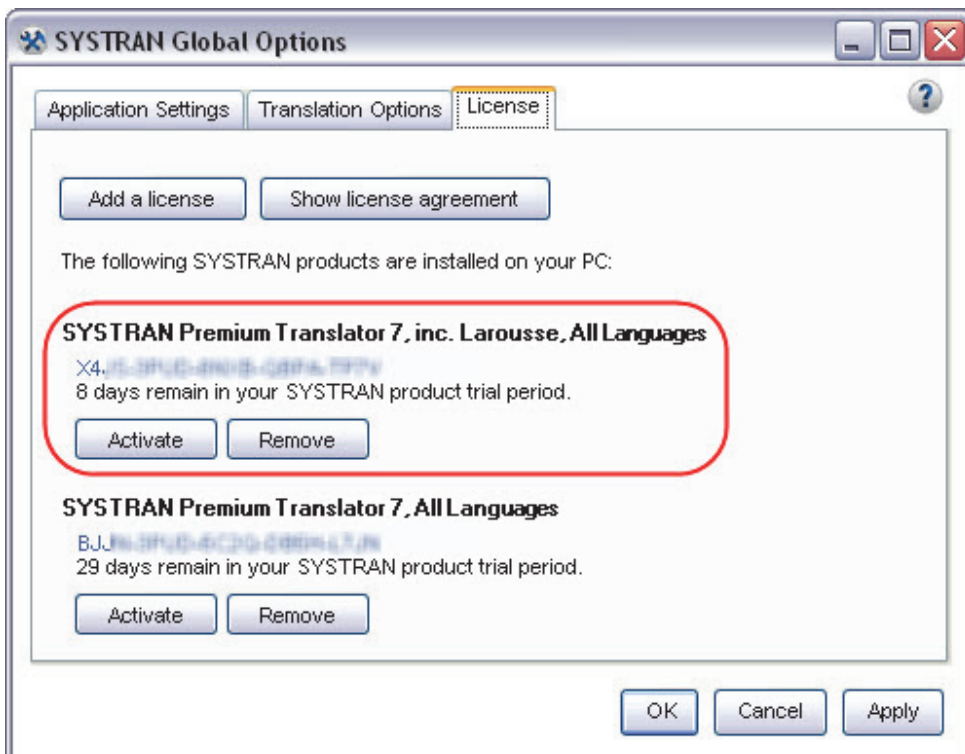 SYSTRAN Global Options
Application Settings Translation Options License
?
Add a license Show license agreement
The following SYSTRAN products are installed on your PC:
SYSTRAN Premium Translator 7, inc. Larousse, All Languages
8 days remain in your SYSTRAN product trial period.
Activate Remove
SYSTRAN Premium Translator 7, All Languages
29 days remain in your SYSTRAN product trial period.
Activate Remove
OK Cancel Apply